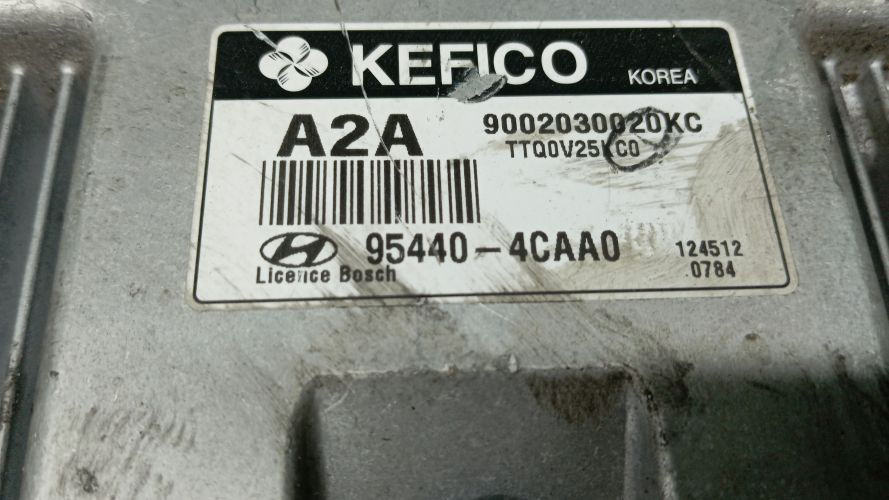 KEFICO KOREA
A2A 9002030020KC
TTQ0V25KC0
95440-4CAA0 124512
Licence Bosch 0784